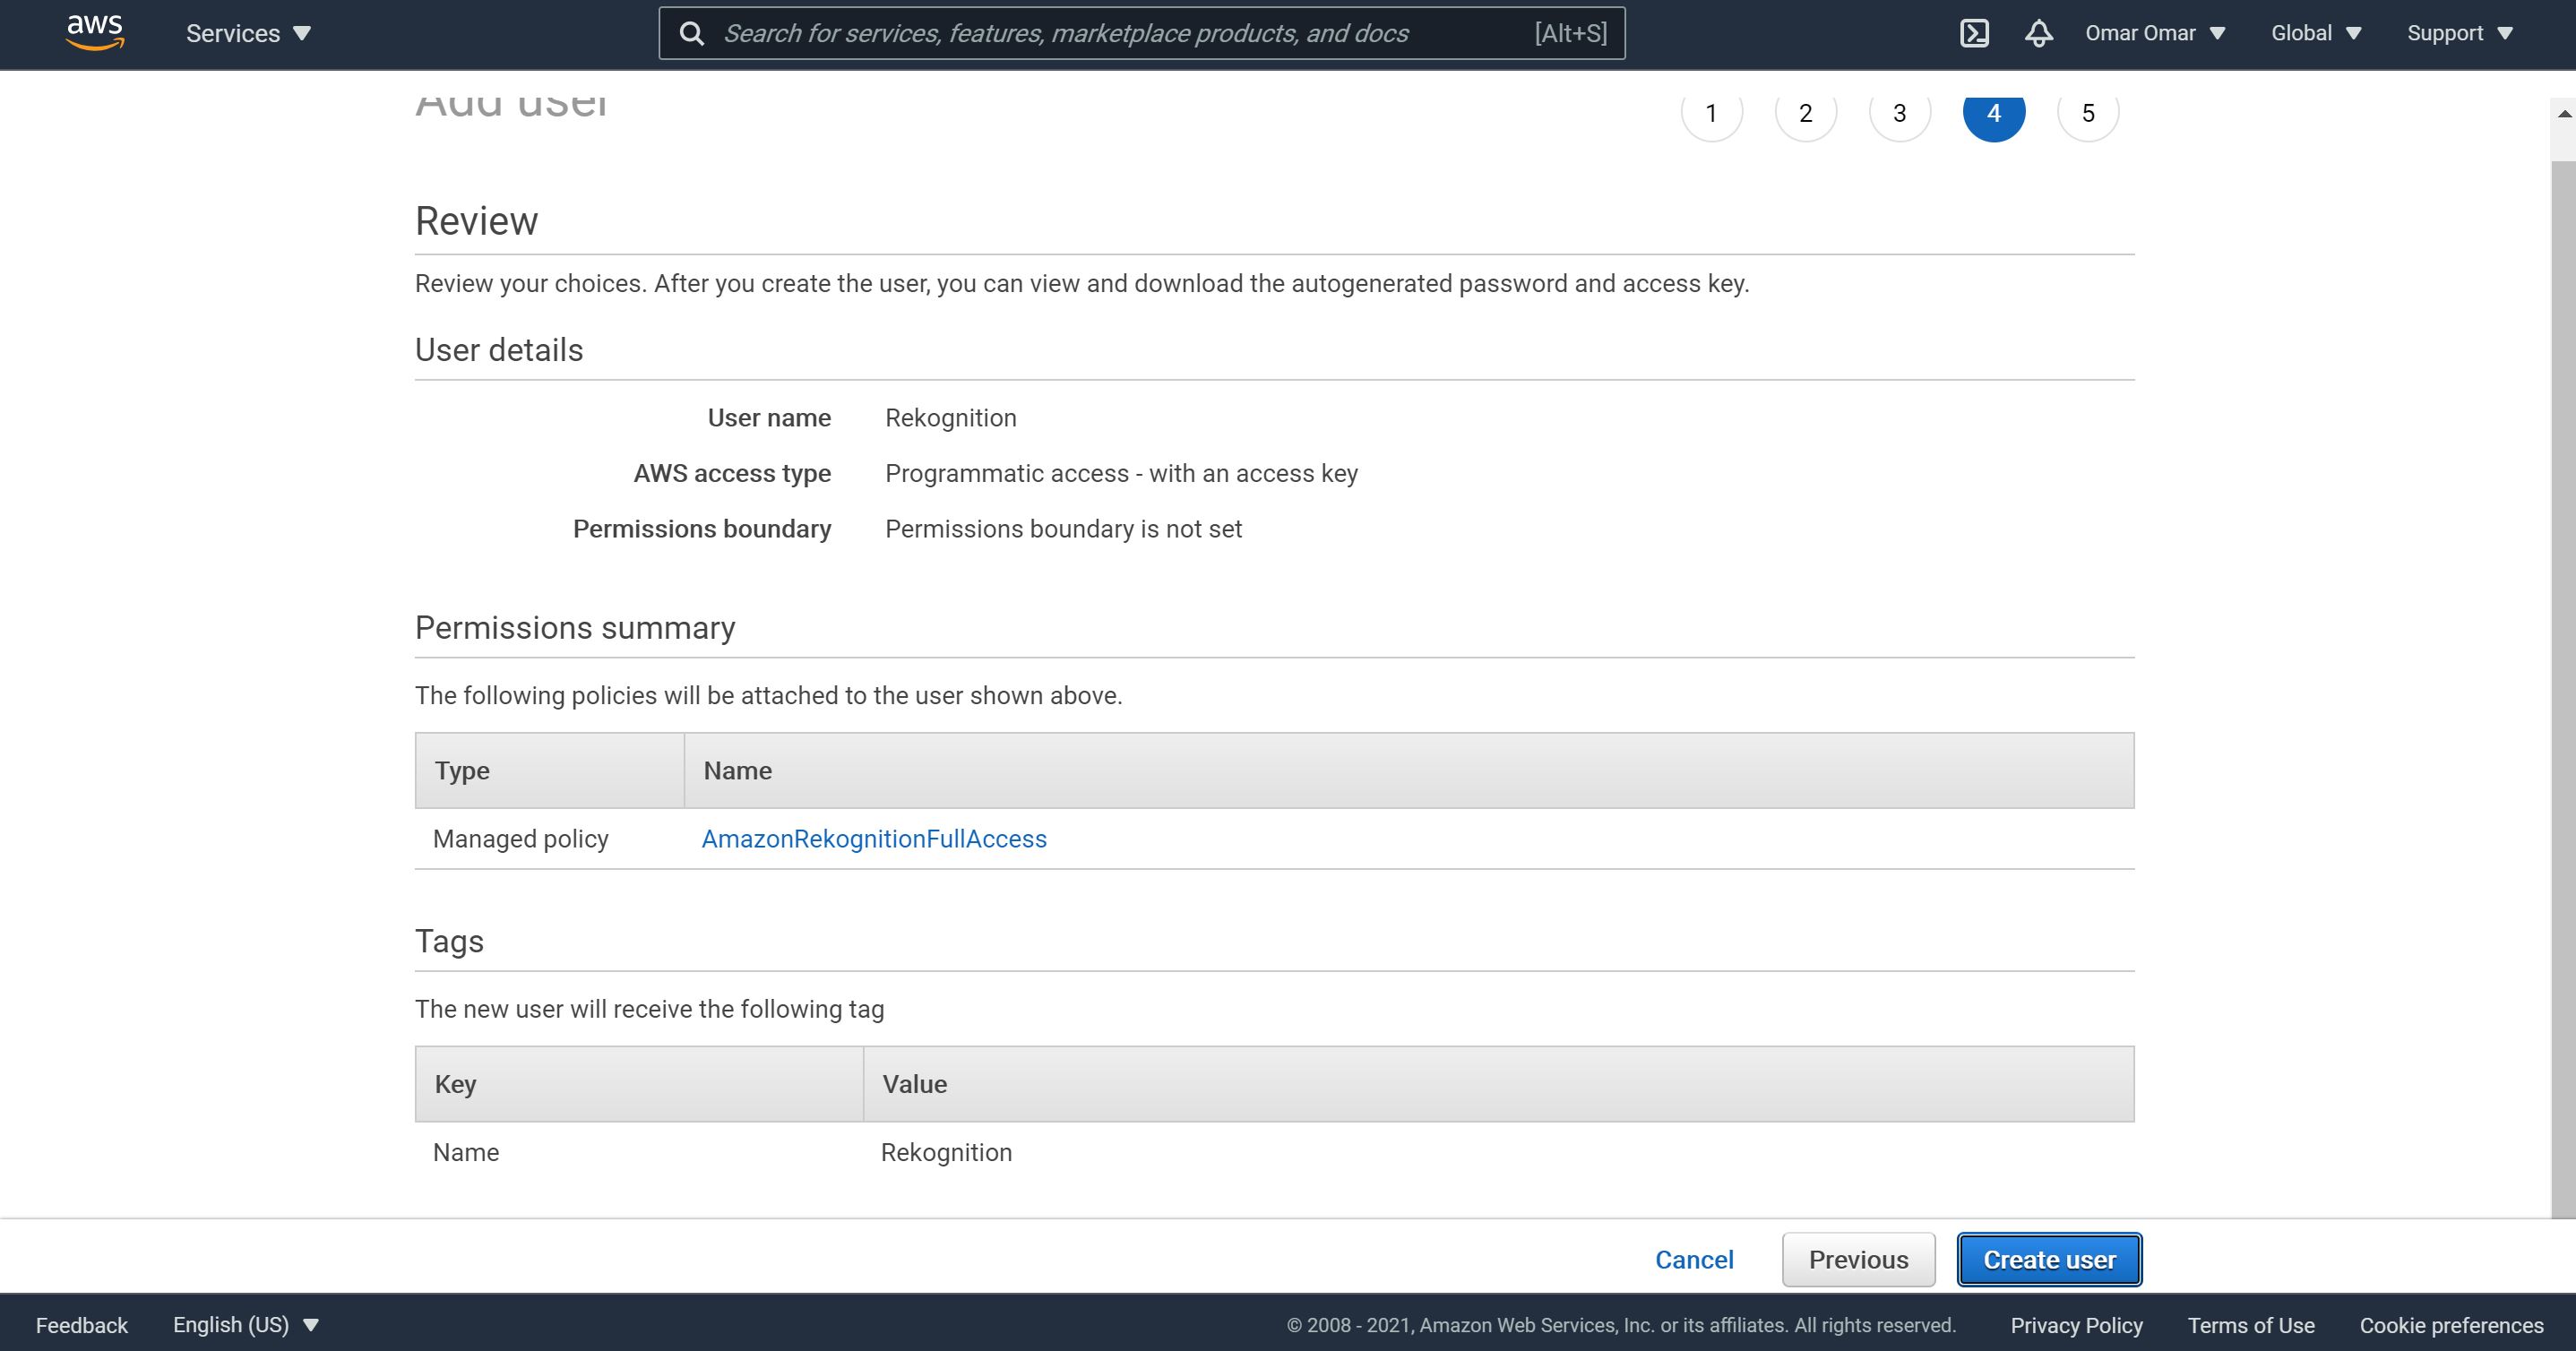 aws Services Search for services, features, marketplace products, and docs [Alt+S] Omar Omar Global Support
Add user 1 2 3 4 5
Review
Review your choices. After you create the user, you can view and download the autogenerated password and access key.
User details
User name Rekognition
AWS access type Programmatic access - with an access key
Permissions boundary Permissions boundary is not set
Permissions summary
The following policies will be attached to the user shown above.
Type Name
Managed policy AmazonRekognitionFullAccess
Tags
The new user will receive the following tag
Key Value
Name Rekognition
Cancel Previous Create user
Feedback English (US) © 2008 - 2021, Amazon Web Services, Inc. or its affiliates. All rights reserved. Privacy Policy Terms of Use Cookie preferences